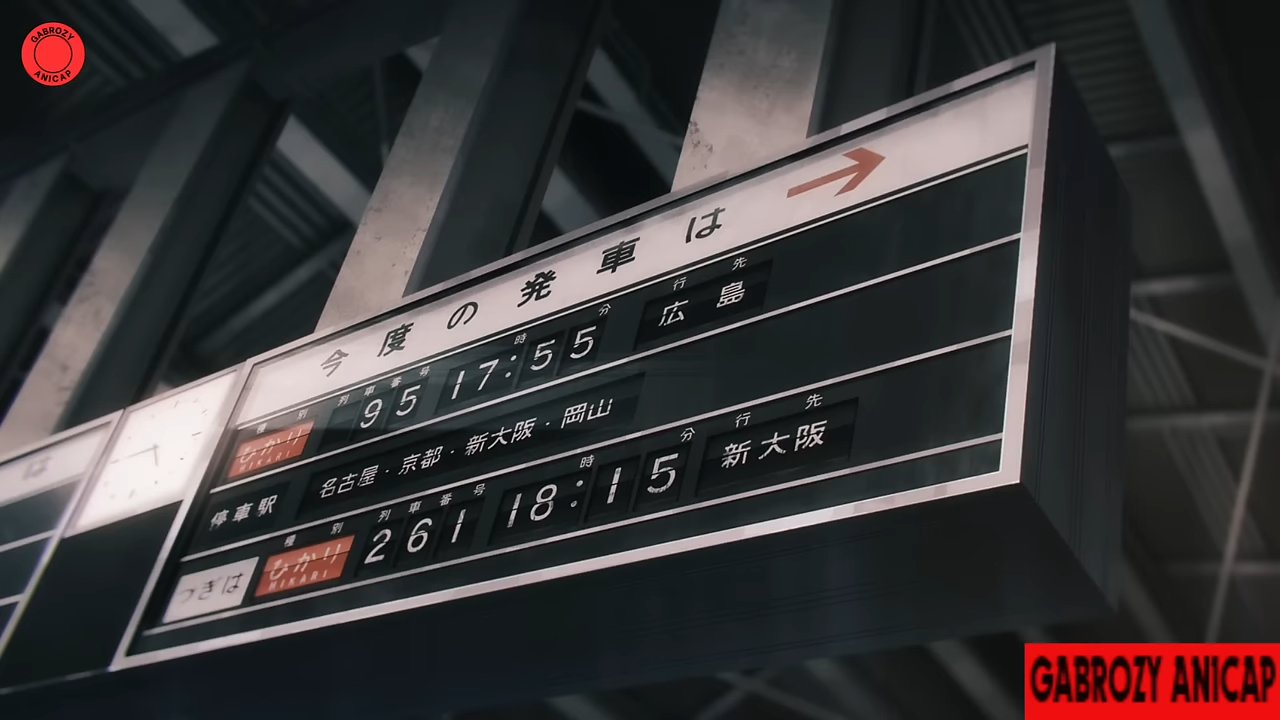 GABROZY
ANICAP
今度の発車は
は
種別 列車番号 時 分 行先
ひかり 95 17:55 広島
HIKARI
停車駅 名古屋・京都・新大阪・岡山
種別 列車番号 時 分 行先
つぎは ひかり 261 18:15 新大阪
HIKARI
GABROZY ANICAP